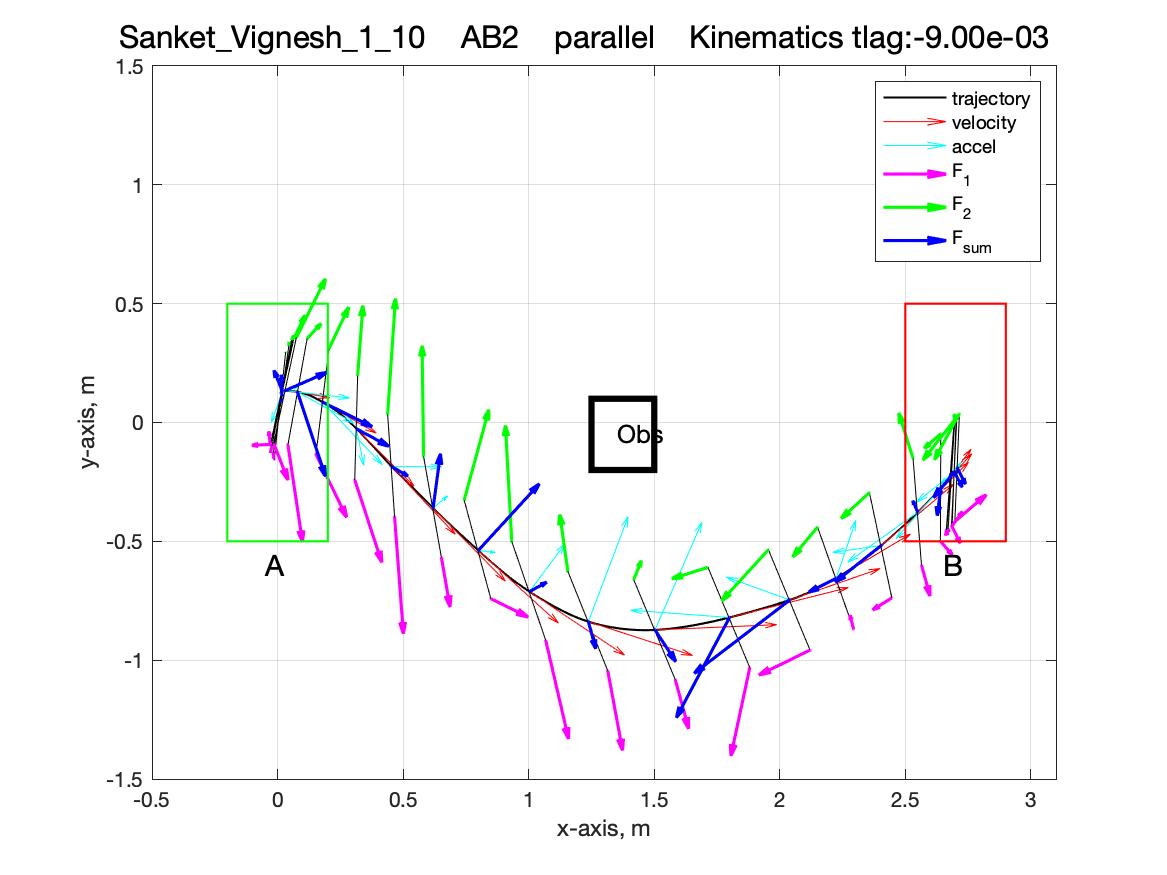 Sanket_Vignesh_1_10 AB2 parallel Kinematics tlag:-9.00e-03
1.5
1
0.5
0
-0.5
-1
-1.5
y-axis, m
trajectory
velocity
accel
F1
F2
Fsum
Obs
A
B
-0.5 0 0.5 1 1.5 2 2.5 3
x-axis, m